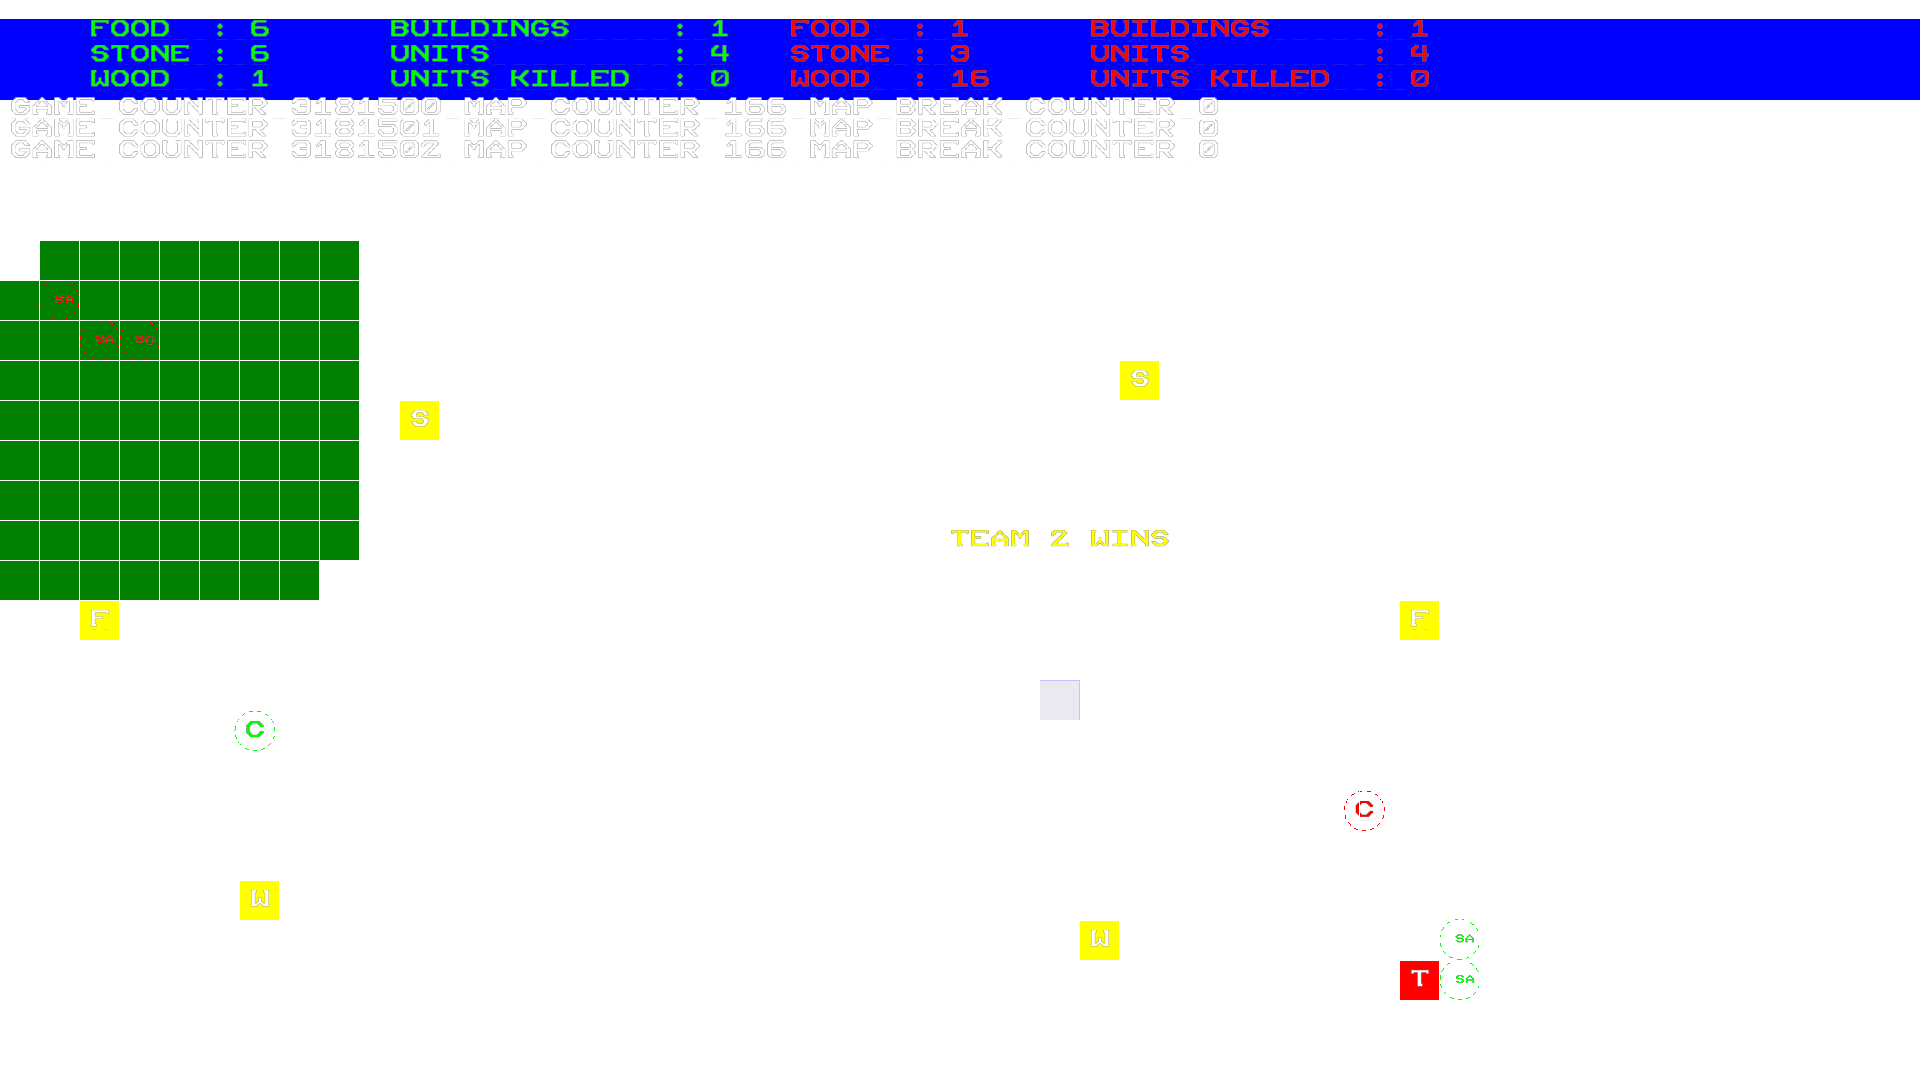 FOOD : 6 BUILDINGS : 1 FOOD : 1 BUILDINGS : 1
STONE : 6 UNITS : 4 STONE : 3 UNITS : 4
WOOD : 1 UNITS KILLED : 0 WOOD : 16 UNITS KILLED : 0
GAME COUNTER 3181500 MAP COUNTER 166 MAP BREAK COUNTER 0
GAME COUNTER 3181501 MAP COUNTER 166 MAP BREAK COUNTER 0
GAME COUNTER 3181502 MAP COUNTER 166 MAP BREAK COUNTER 0
SA
SA
S
S
TEAM 2 WINS
F F
C
C
W
W
SA
T SA